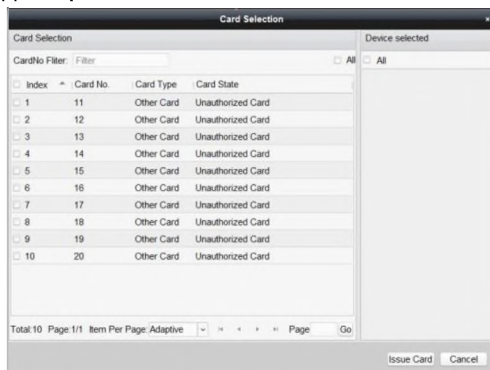 Card Selection
Card Selection
Device selected
CardNo Fliter: Filter
All
All
Index Card No. Card Type Card State
1 11 Other Card Unauthorized Card
2 12 Other Card Unauthorized Card
3 13 Other Card Unauthorized Card
4 14 Other Card Unauthorized Card
5 15 Other Card Unauthorized Card
6 16 Other Card Unauthorized Card
7 17 Other Card Unauthorized Card
8 18 Other Card Unauthorized Card
9 19 Other Card Unauthorized Card
10 20 Other Card Unauthorized Card
Total:10 Page:1/1 Item Per Page: Adaptive Page Go
Issue Card Cancel